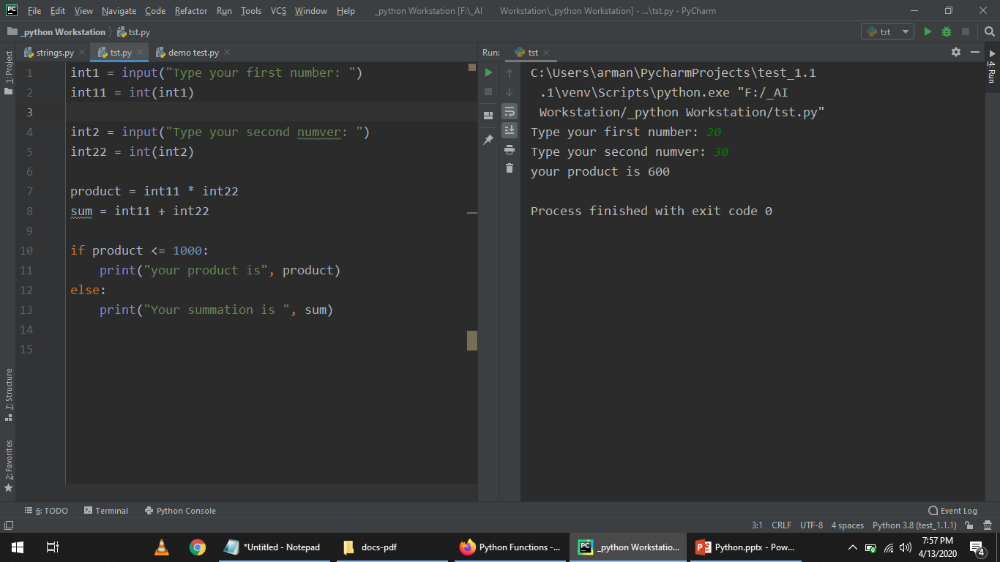 File Edit View Navigate Code Refactor Run Tools VCS Window Help _python Workstation [F:\_AI Workstation\_python Workstation] - ...\tst.py - PyCharm
_python Workstation tst.py tst
1: Project
strings.py tst.py demo test.py
1 int1 = input("Type your first number: ")
2 int11 = int(int1)
3
4 int2 = input("Type your second numver: ")
5 int22 = int(int2)
6
7 product = int11 * int22
8 sum = int11 + int22
9
10 if product <= 1000:
11     print("your product is", product)
12 else:
13     print("Your summation is ", sum)
14
15
Run: tst
C:\Users\arman\PycharmProjects\test_1.1
.1\venv\Scripts\python.exe "F:/_AI
Workstation/_python Workstation/tst.py"
Type your first number: 20
Type your second numver: 30
your product is 600
Process finished with exit code 0
4: Run
7: Structure
2: Favorites
6: TODO Terminal Python Console Event Log
3:1 CRLF UTF-8 4 spaces Python 3.8 (test_1.1.1)
*Untitled - Notepad docs-pdf Python Functions -... _python Workstatio... Python.pptx - Pow... 7:57 PM
4/13/2020 4